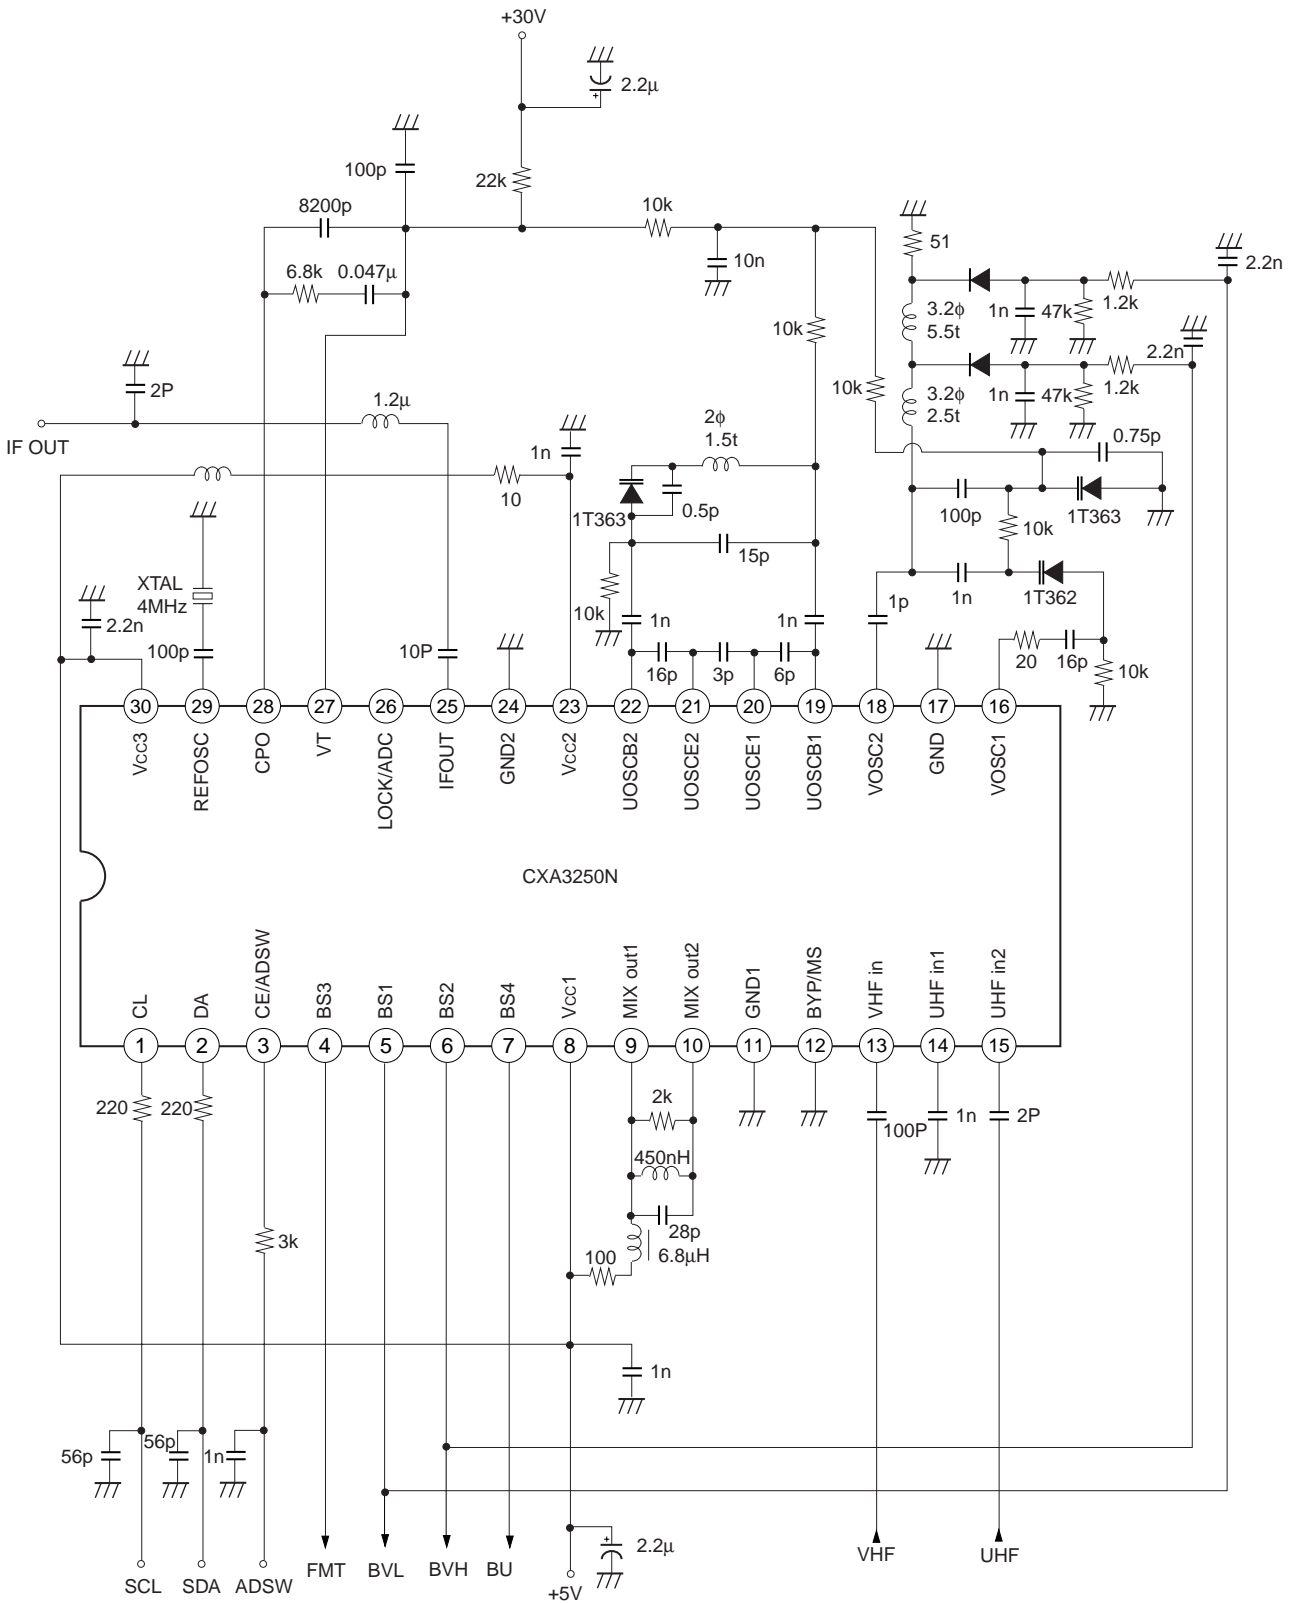 +30V
2.2μ
100p
22k
8200p
10k
51
2.2n
6.8k
0.047μ
10n
3.2ϕ
5.5t
1n
47k
1.2k
10k
2.2n
2P
10k
3.2ϕ
2.5t
1n
47k
1.2k
1.2μ
2ϕ
1.5t
0.75p
IF OUT
1n
10
1T363
0.5p
100p
1T363
10k
15p
XTAL
4MHz
10k
1p
1n
1T362
2.2n
1n
1n
100p
10P
16p
3p
6p
20
16p
10k
30
29
28
27
26
25
24
23
22
21
20
19
18
17
16
Vcc3
REFOSC
CPO
VT
LOCK/ADC
IFOUT
GND2
Vcc2
UOSCB2
UOSCE2
UOSCE1
UOSCB1
VOSC2
GND
VOSC1
CXA3250N
CL
DA
CE/ADSW
BS3
BS1
BS2
BS4
Vcc1
MIX out1
MIX out2
GND1
BYP/MS
VHF in
UHF in1
UHF in2
1
2
3
4
5
6
7
8
9
10
11
12
13
14
15
220
220
2k
100P
1n
2P
450nH
28p
3k
100
6.8μH
1n
56p
56p
1n
2.2μ
SCL
SDA
ADSW
FMT
BVL
BVH
BU
+5V
VHF
UHF